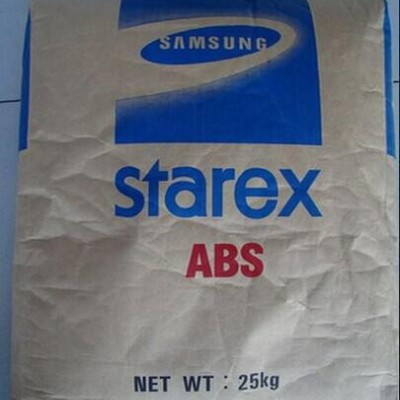 SAMSUNG
starex
ABS
NET WT : 25kg